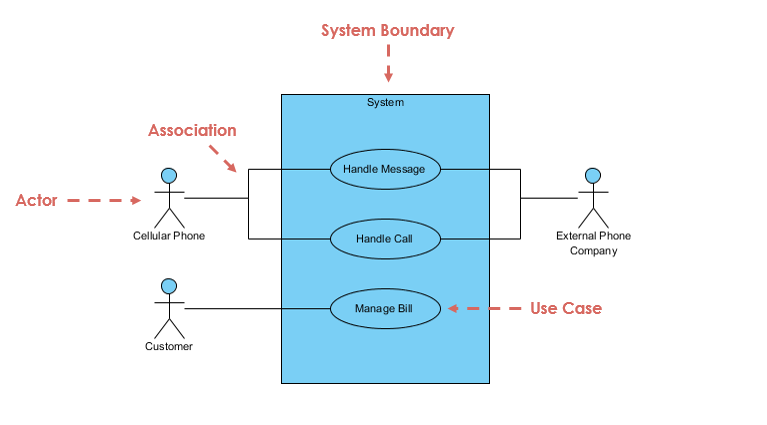 System Boundary
System
Association
Handle Message
Actor
Cellular Phone
Handle Call
External Phone
Company
Manage Bill
Use Case
Customer